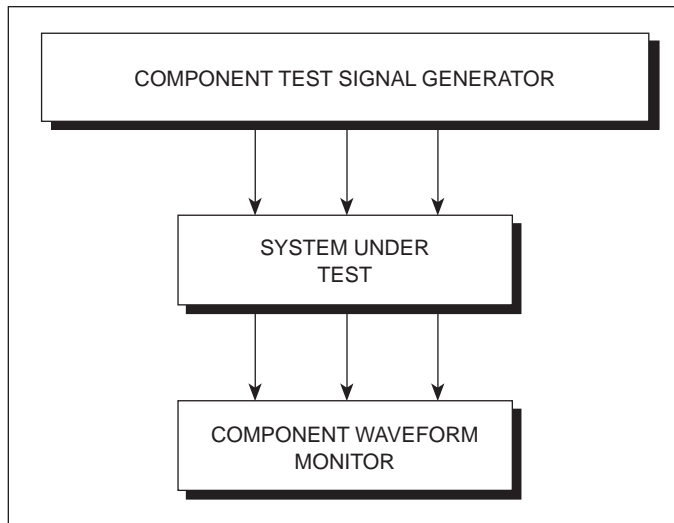 COMPONENT TEST SIGNAL GENERATOR
SYSTEM UNDER
TEST
COMPONENT WAVEFORM
MONITOR